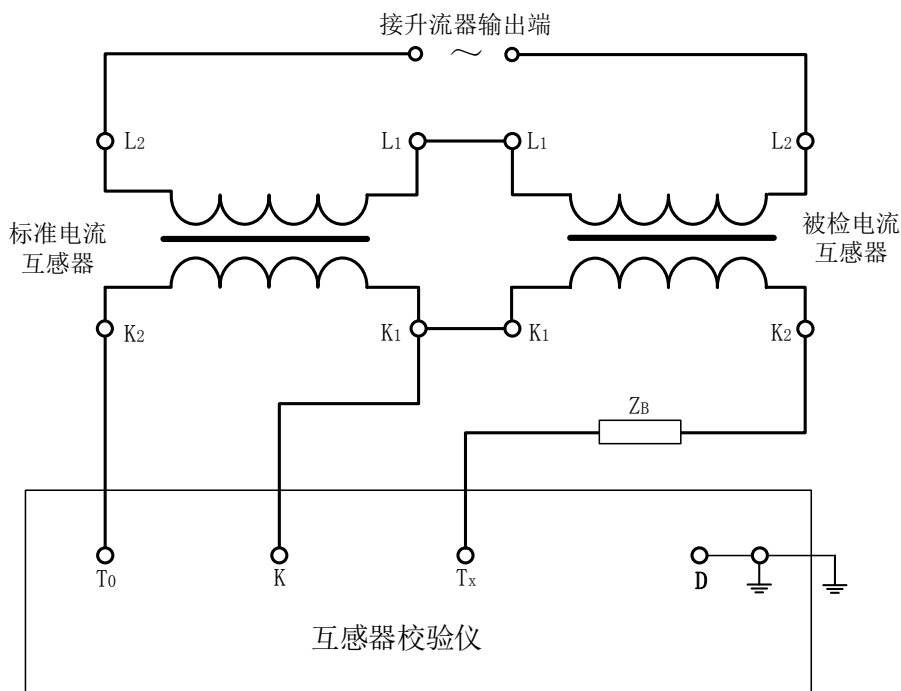 接升流器输出端
～
L2
L1
L1
L2
标准电流
互感器
被检电流
互感器
K2
K1
K1
K2
ZB
T0
K
Tx
D
互感器校验仪